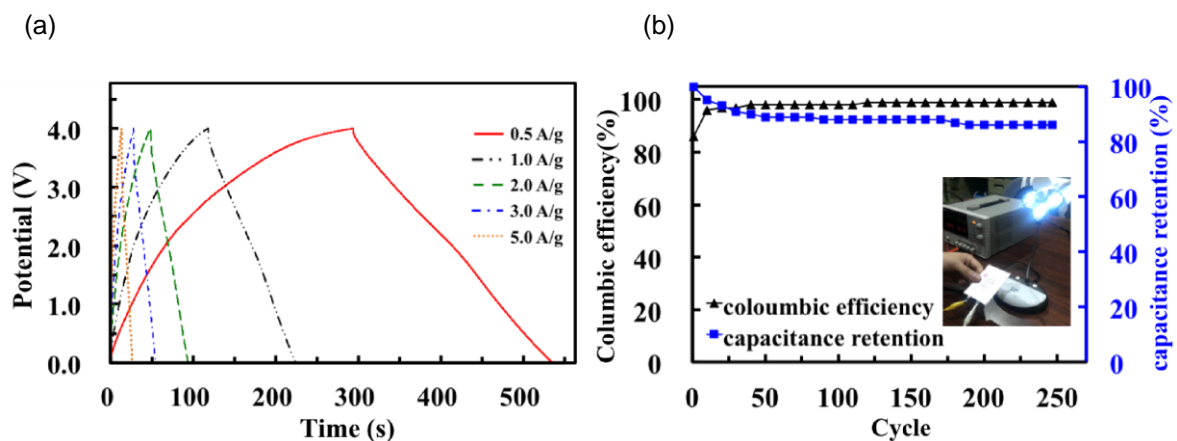 (a)
(b)
4.0
3.0
2.0
1.0
0.0
Potential (V)
0
100
200
300
400
500
Time (s)
0.5 A/g
1.0 A/g
2.0 A/g
3.0 A/g
5.0 A/g
100
80
60
40
20
0
Columbic efficiency(%)
coloumbic efficiency
capacitance retention
0
50
100
150
200
250
Cycle
100
80
60
40
20
0
capacitance retention (%)